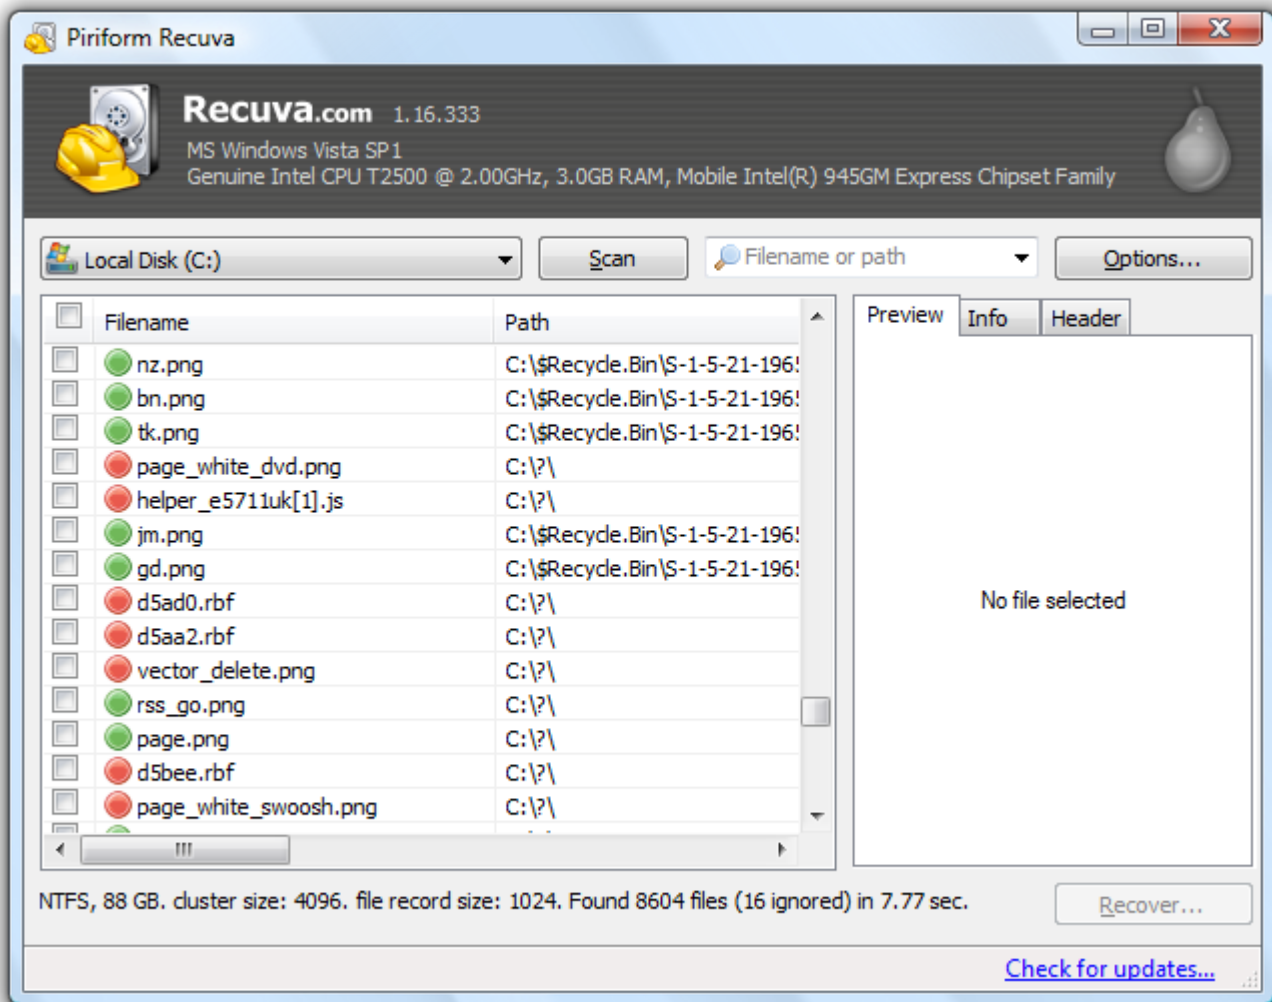 Piriform Recuva
Recuva.com 1.16.333
MS Windows Vista SP1
Genuine Intel CPU T2500 @ 2.00GHz, 3.0GB RAM, Mobile Intel(R) 945GM Express Chipset Family
Local Disk (C:) Scan Filename or path Options...
Filename Path Preview Info Header
nz.png C:\$Recycle.Bin\S-1-5-21-196
bn.png C:\$Recycle.Bin\S-1-5-21-196
tk.png C:\$Recycle.Bin\S-1-5-21-196
page_white_dvd.png C:\?\
helper_e5711uk[1].js C:\?\
jm.png C:\$Recycle.Bin\S-1-5-21-196
gd.png C:\$Recycle.Bin\S-1-5-21-196
d5ad0.rbf C:\?\ No file selected
d5aa2.rbf C:\?\
vector_delete.png C:\?\
rss_go.png C:\?\
page.png C:\?\
d5bee.rbf C:\?\
page_white_swoosh.png C:\?\
NTFS, 88 GB. cluster size: 4096. file record size: 1024. Found 8604 files (16 ignored) in 7.77 sec. Recover...
Check for updates...